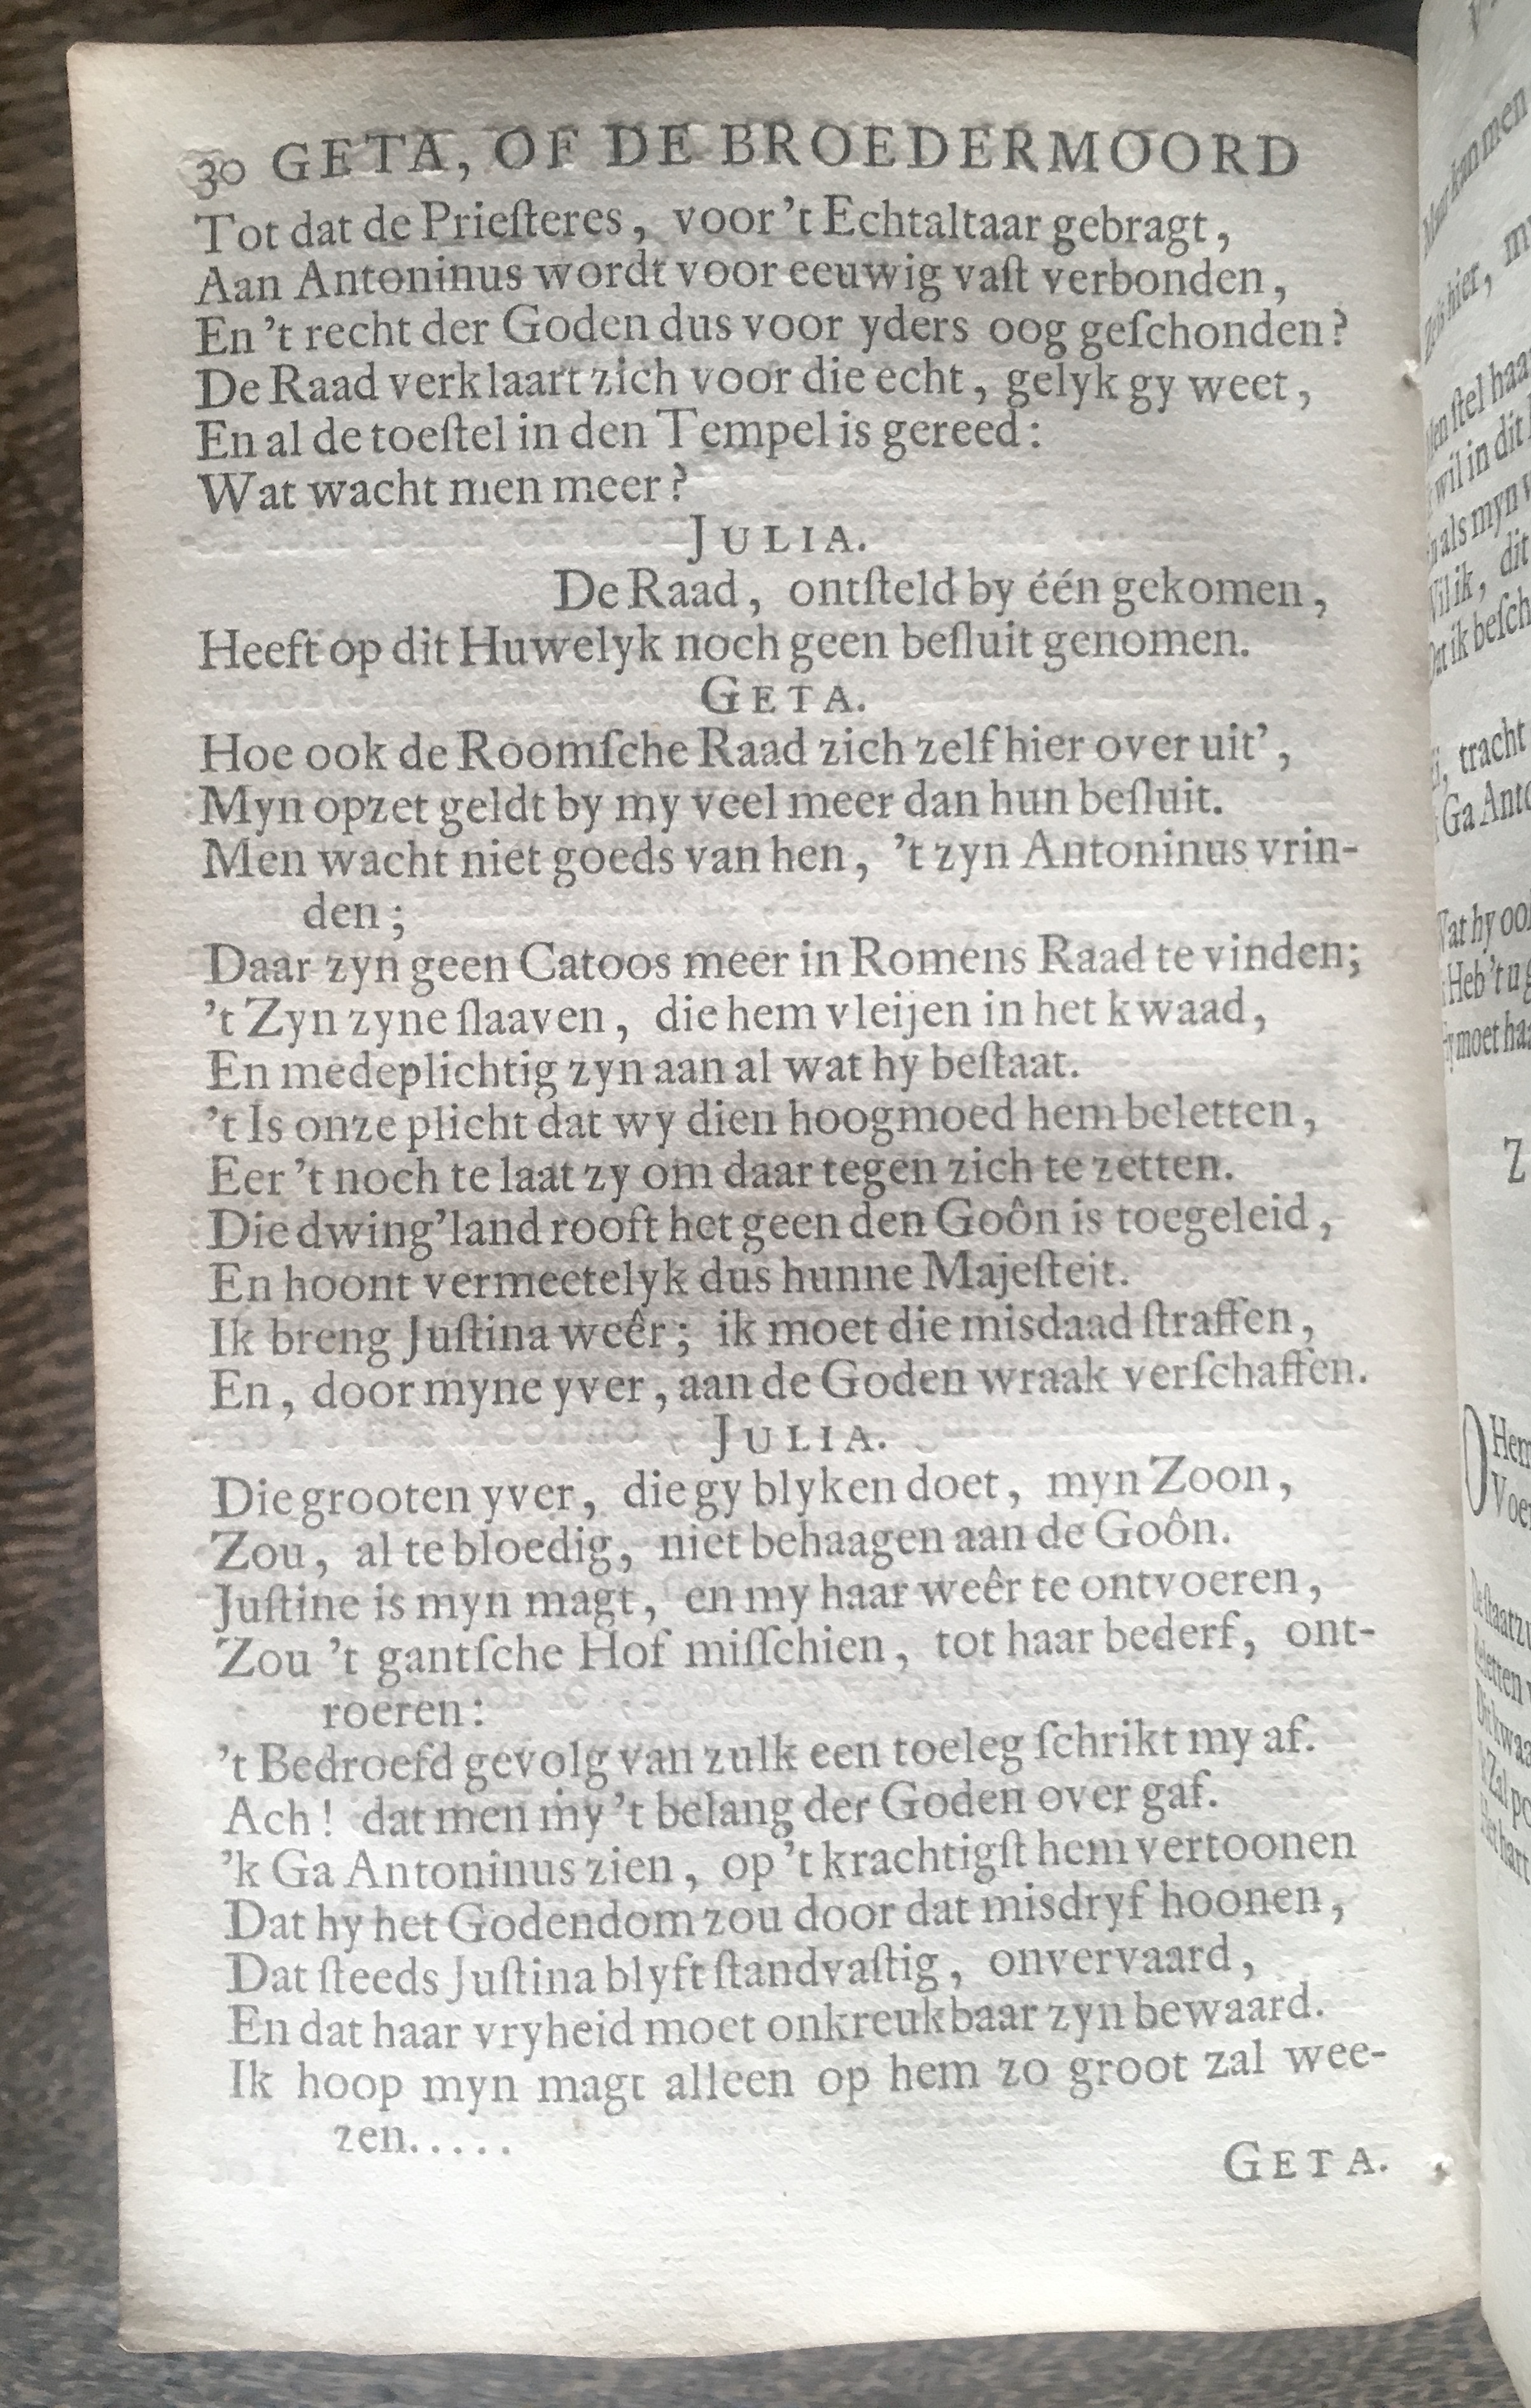 30 GETA, OF DE BROEDERMOORD
Tot dat de Prieſteres, voor 't Echtaltaar gebragt,
Aan Antoninus wordt voor eeuwig vaſt verbonden,
En 't recht der Goden dus voor yders oog geſchonden?
De Raad verklaart zich voor die echt, gelyk gy weet,
En al de toeſtel in den Tempel is gereed:
Wat wacht men meer?
JULIA.
De Raad, ontſteld by één gekomen,
Heeft op dit Huwelyk noch geen beſluit genomen.
GETA.
Hoe ook de Roomſche Raad zich zelf hier over uit',
Myn opzet geldt by my veel meer dan hun beſluit.
Men wacht niet goeds van hen, 't zyn Antoninus vrin-
den;
Daar zyn geen Catoos meer in Romens Raad te vinden;
't Zyn zyne ſlaaven, die hem vleijen in het kwaad,
En medeplichtig zyn aan al wat hy beſtaat.
't Is onze plicht dat wy dien hoogmoed hem beletten,
Eer 't noch te laat zy om daar tegen zich te zetten.
Die dwing'land rooft het geen den Goôn is toegeleid,
En hoont vermeetelyk dus hunne Majeſteit.
Ik breng Juſtina weêr; ik moet die misdaad ſtraffen,
En, door myne yver, aan de Goden wraak verſchaffen.
JULIA.
Die grooten yver, die gy blyken doet, myn Zoon,
Zou, al te bloedig, niet behaagen aan de Goôn.
Juſtine is myn magt, en my haar weêr te ontvoeren,
Zou 't gantſche Hof miſſchien, tot haar bederf, ont-
roeren:
't Bedroefd gevolg van zulk een toeleg ſchrikt my af.
Ach! dat men my 't belang der Goden over gaf.
'k Ga Antoninus zien, op 't krachtigſt hem vertoonen
Dat hy het Godendom zou door dat misdryf hoonen,
Dat ſteeds Juſtina blyft ſtandvaſtig, onvervaard,
En dat haar vryheid moet onkreukbaar zyn bewaard.
Ik hoop myn magt alleen op hem zo groot zal wee-
zen.....
GETA.